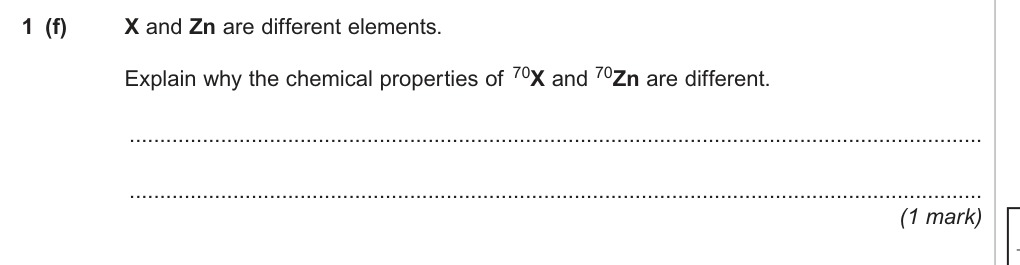 1 (f) X and Zn are different elements.
Explain why the chemical properties of ⁷⁰X and ⁷⁰Zn are different.
(1 mark)